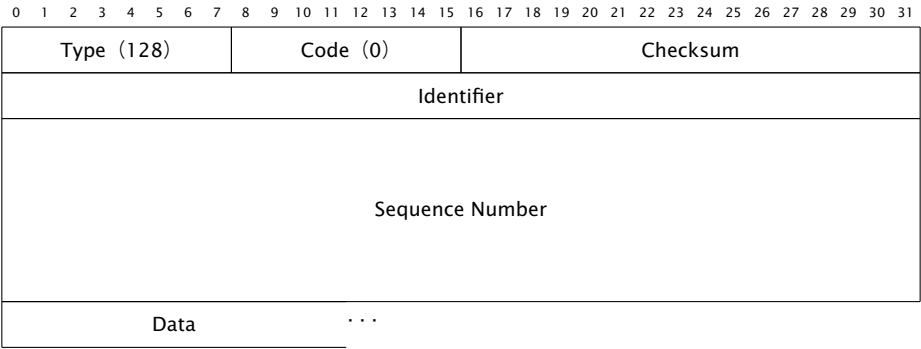 0 1 2 3 4 5 6 7 8 9 10 11 12 13 14 15 16 17 18 19 20 21 22 23 24 25 26 27 28 29 30 31
Type（128） Code（0） Checksum
Identifier
Sequence Number
Data ・・・